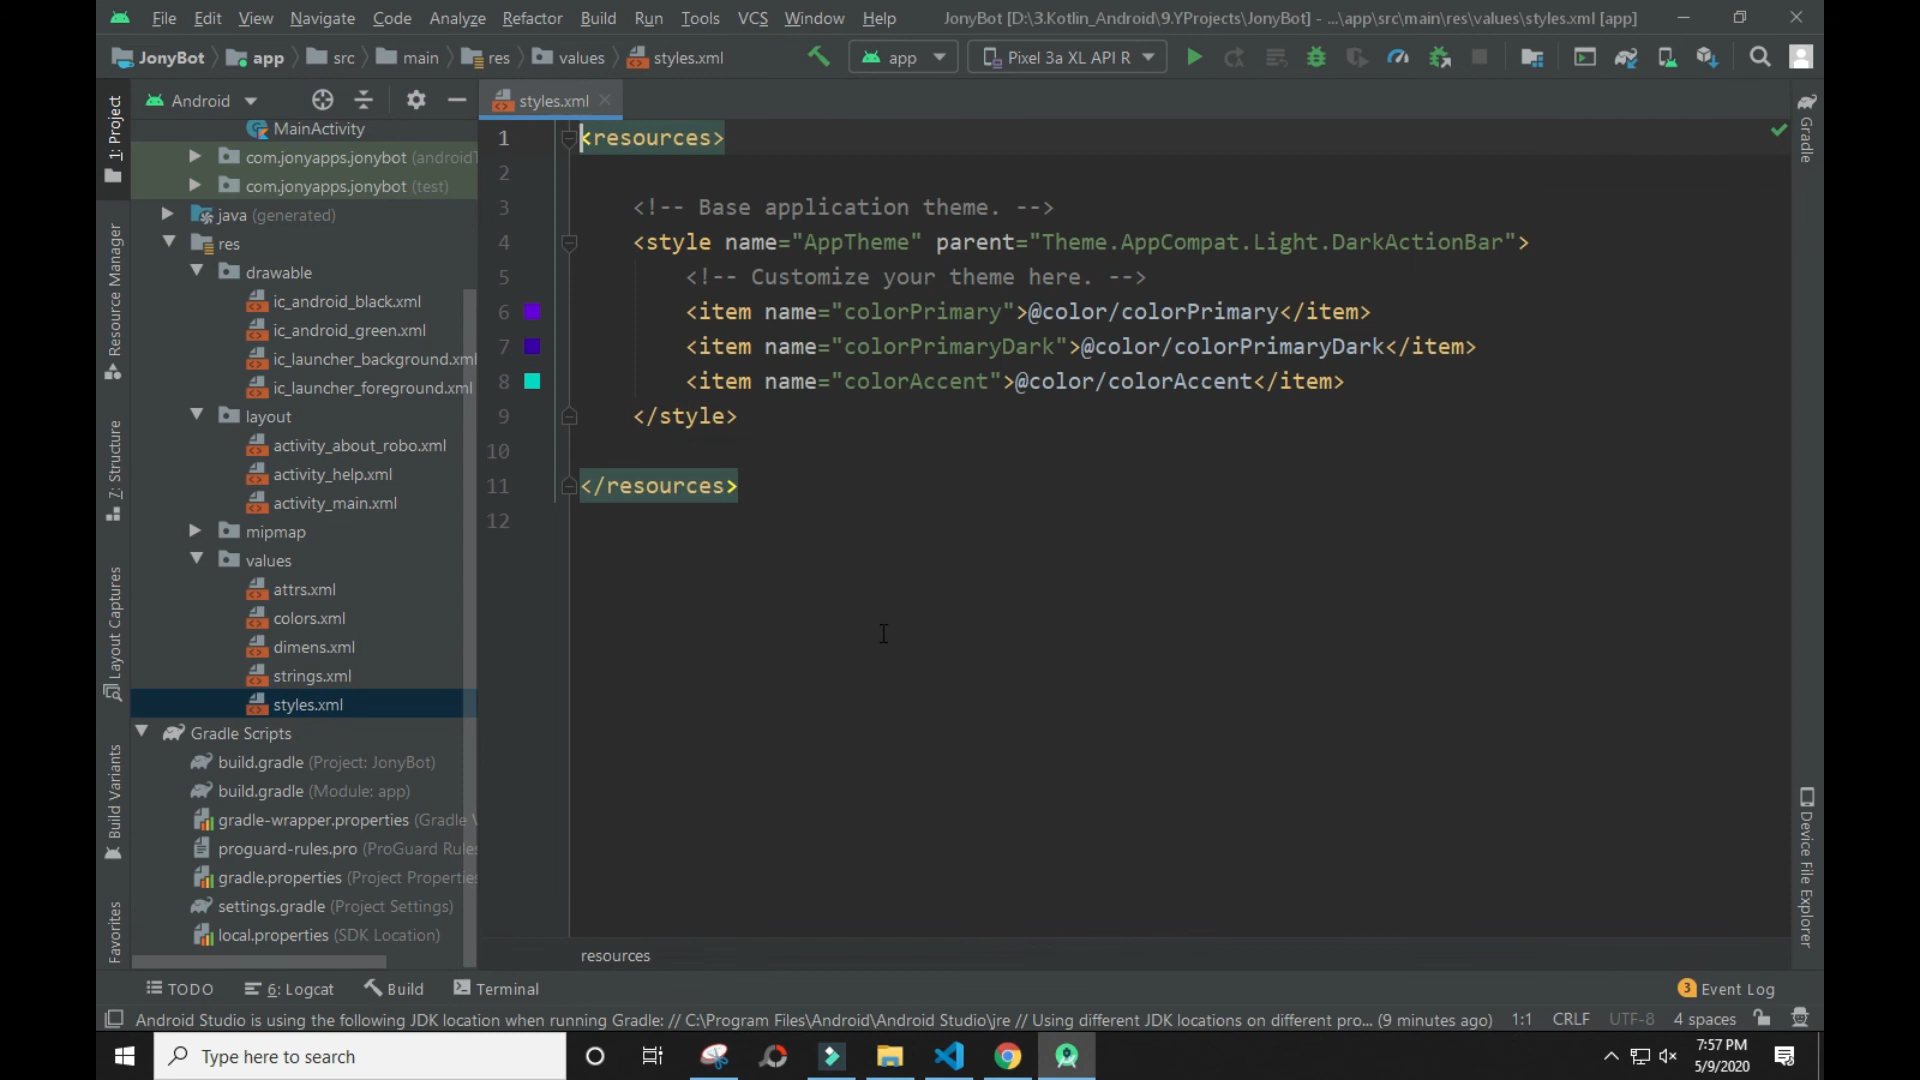 File Edit View Navigate Code Analyze Refactor Build Run Tools VCS Window Help JonyBot [D:\3.Kotlin_Android\9.YProjects\JonyBot] - ...\app\src\main\res\values\styles.xml [app]
JonyBot app src main res values styles.xml app Pixel 3a XL API R
Android
styles.xml
1: Project
Resource Manager
7: Structure
Layout Captures
Build Variants
Favorites
MainActivity
com.jonyapps.jonybot (androidT
com.jonyapps.jonybot (test)
java (generated)
res
drawable
ic_android_black.xml
ic_android_green.xml
ic_launcher_background.xml
ic_launcher_foreground.xml
layout
activity_about_robo.xml
activity_help.xml
activity_main.xml
mipmap
values
attrs.xml
colors.xml
dimens.xml
strings.xml
styles.xml
Gradle Scripts
build.gradle (Project: JonyBot)
build.gradle (Module: app)
gradle-wrapper.properties (Gradle V
proguard-rules.pro (ProGuard Rules
gradle.properties (Project Properties
settings.gradle (Project Settings)
local.properties (SDK Location)
1 <resources>
2
3 <!-- Base application theme. -->
4 <style name="AppTheme" parent="Theme.AppCompat.Light.DarkActionBar">
5 <!-- Customize your theme here. -->
6 <item name="colorPrimary">@color/colorPrimary</item>
7 <item name="colorPrimaryDark">@color/colorPrimaryDark</item>
8 <item name="colorAccent">@color/colorAccent</item>
9 </style>
10
11 </resources>
12
resources
Gradle
Device File Explorer
TODO 6: Logcat Build Terminal 3 Event Log
Android Studio is using the following JDK location when running Gradle: // C:\Program Files\Android\Android Studio\jre // Using different JDK locations on different pro... (9 minutes ago) 1:1 CRLF UTF-8 4 spaces
Type here to search
7:57 PM
5/9/2020